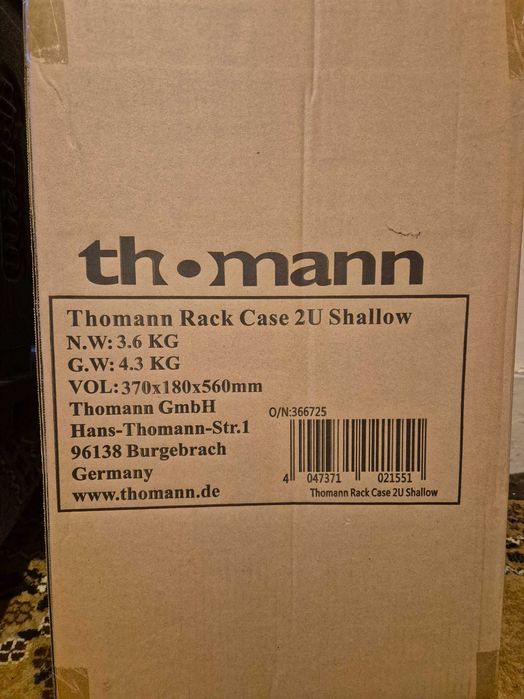 th•mann
Thomann Rack Case 2U Shallow
N.W: 3.6 KG
G.W: 4.3 KG
VOL: 370x180x560mm
Thomann GmbH
Hans-Thomann-Str.1
96138 Burgebrach
Germany
www.thomann.de
O/N:366725
4 047371 021551
Thomann Rack Case 2U Shallow